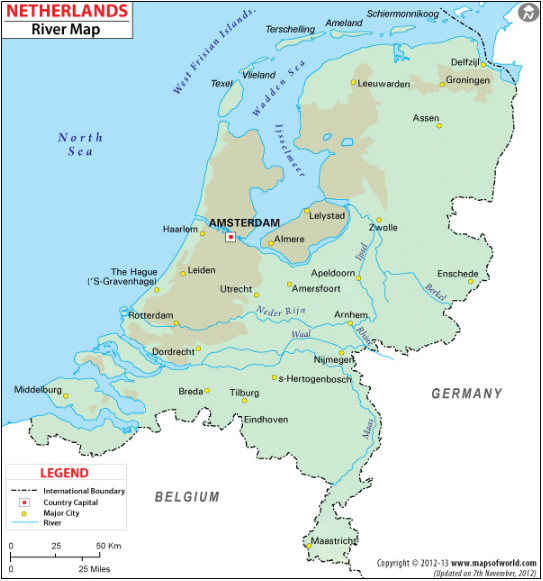 NETHERLANDS
River Map
N
Schiermonnikoog
Ameland
Terschelling
West Frisian Islands.
Vlieland
Texel
Wadden Sea
Delfzijl
Groningen
Leeuwarden
Assen
North
Sea
Ijsselmeer
AMSTERDAM
Lelystad
Haarlem
Zwolle
Almere
Ijssel
The Hague
('S-Gravenhage)
Leiden
Apeldoorn
Enschede
Utrecht
Amersfoort
Berkel
Neder Rijn
Rotterdam
Arnhem
Rhine
Waal
Dordrecht
Nijmegen
Middelburg
Breda
s-Hertogenbosch
Tilburg
GERMANY
Eindhoven
Maas
LEGEND
International Boundary
Country Capital
Major City
River
BELGIUM
0 25 50 Km
0 25 Miles
Maastricht
Copyright © 2012-13 www.mapsofworld.com
(Updated on 7th November, 2012)